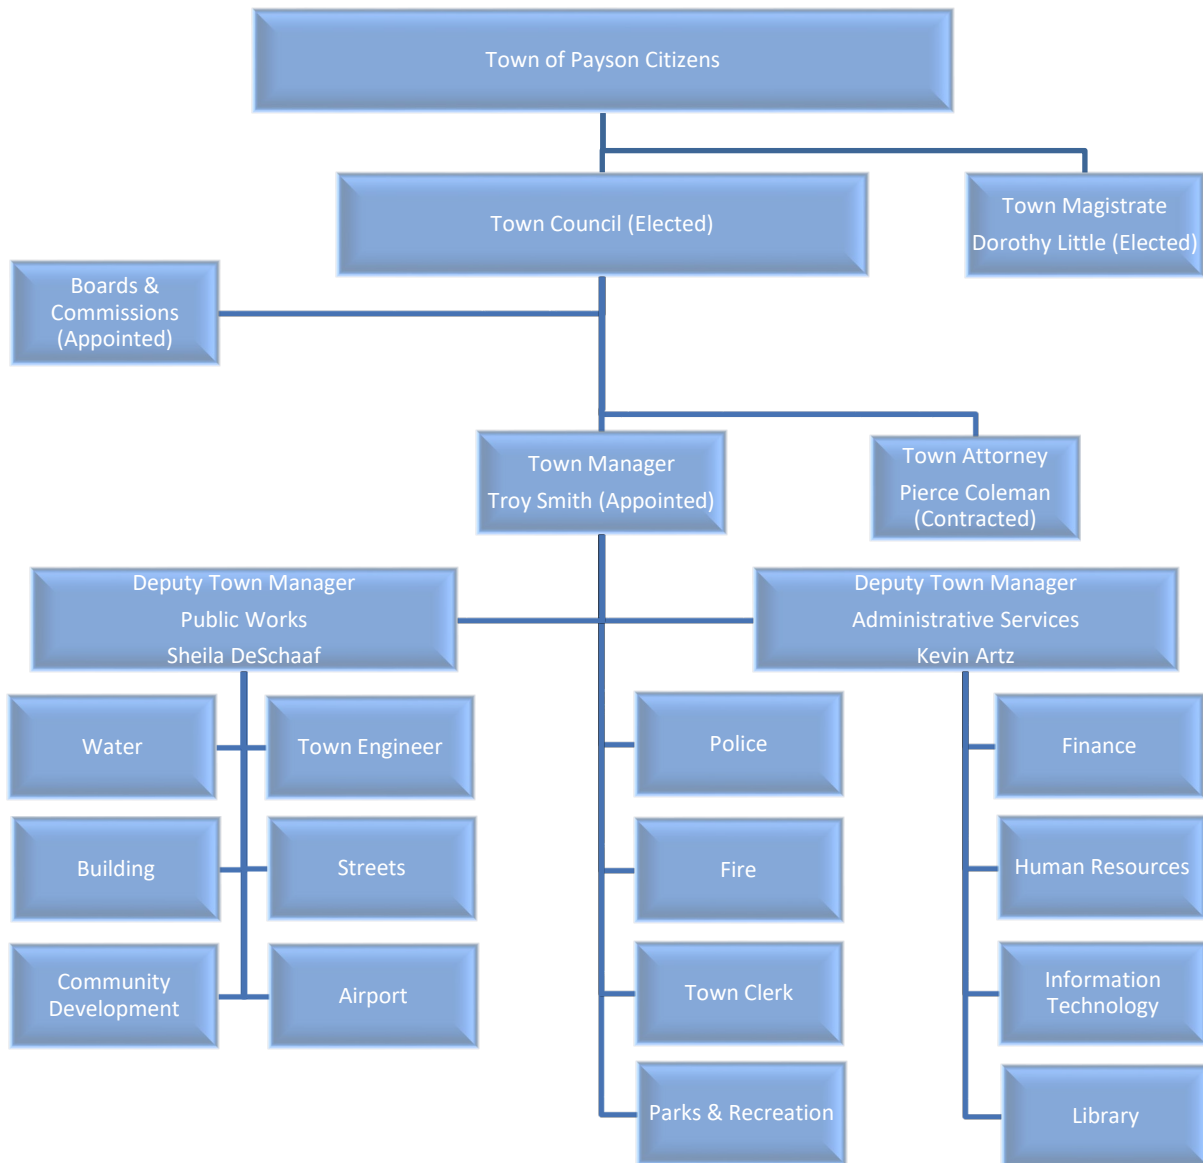 Town of Payson Citizens
Town Council (Elected)
Town Magistrate
Dorothy Little (Elected)
Boards &
Commissions
(Appointed)
Town Manager
Troy Smith (Appointed)
Town Attorney
Pierce Coleman
(Contracted)
Deputy Town Manager
Public Works
Sheila DeSchaaf
Deputy Town Manager
Administrative Services
Kevin Artz
Water
Town Engineer
Police
Finance
Building
Streets
Fire
Human Resources
Community
Development
Airport
Town Clerk
Information
Technology
Parks & Recreation
Library